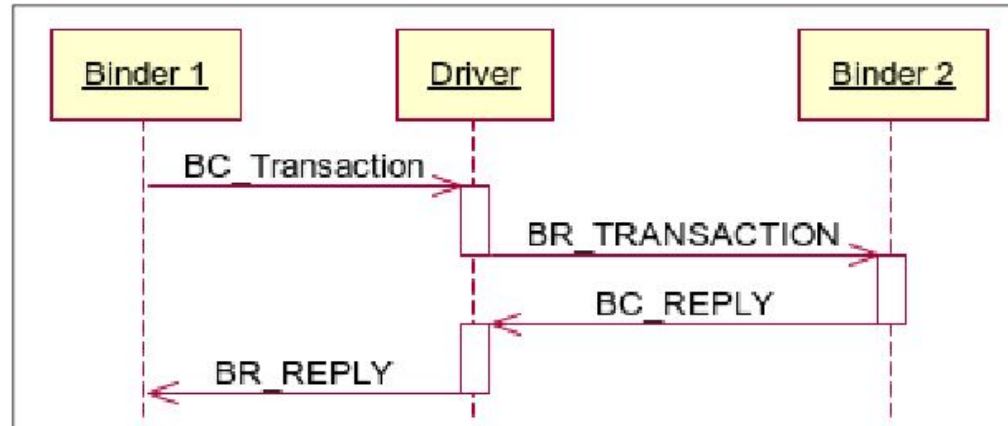 Binder 1
Driver
Binder 2
BC_Transaction
BR_TRANSACTION
BC_REPLY
BR_REPLY